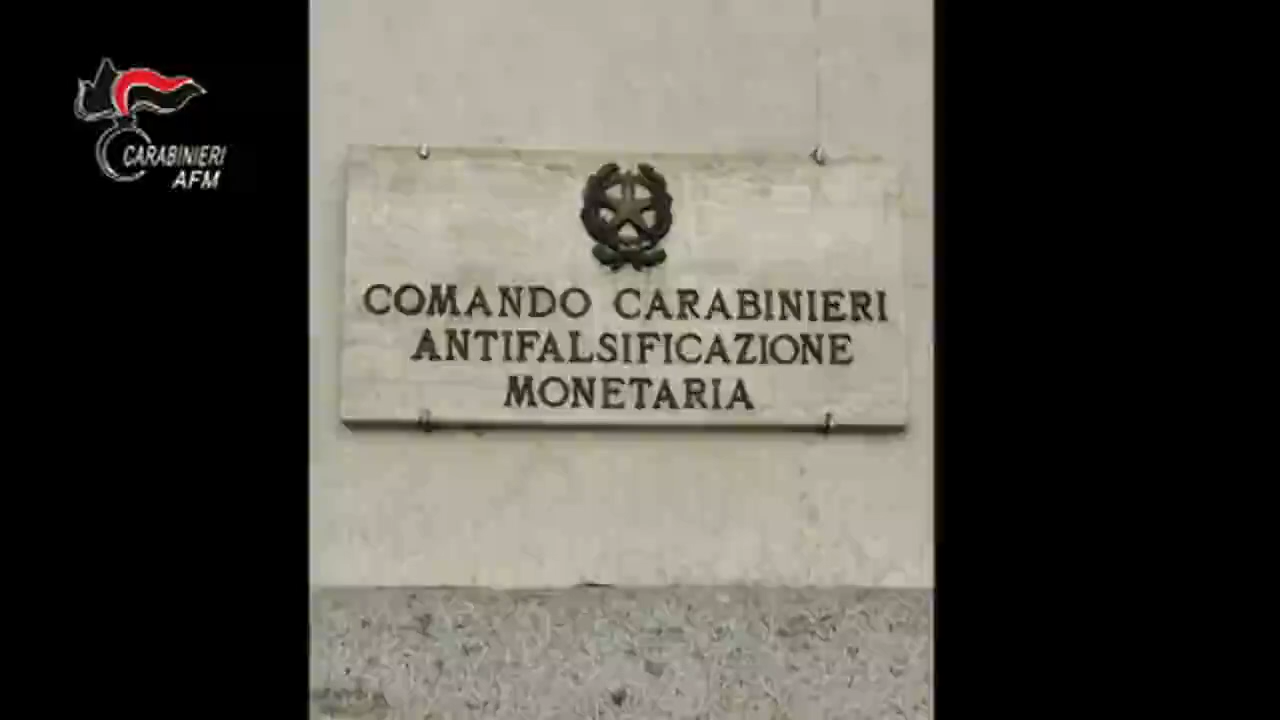 CARABINIERI
AFM
COMANDO CARABINIERI
ANTIFALSIFICAZIONE
MONETARIA